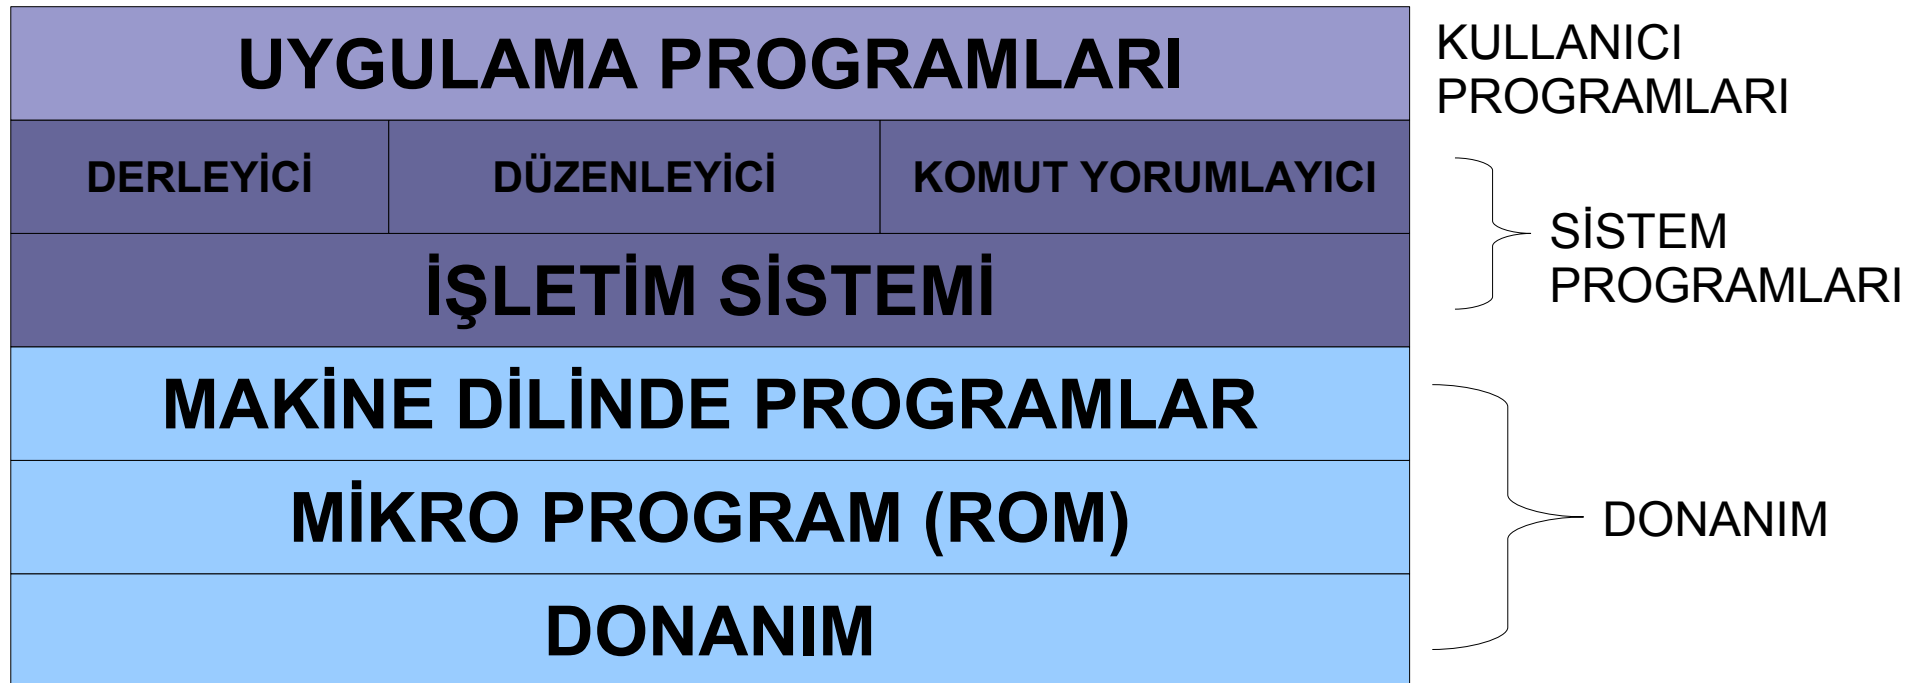 UYGULAMA PROGRAMLARI
KULLANICI
PROGRAMLARI
DERLEYİCİ
DÜZENLEYİCİ
KOMUT YORUMLAYICI
SİSTEM
PROGRAMLARI
İŞLETİM SİSTEMİ
MAKİNE DİLİNDE PROGRAMLAR
MİKRO PROGRAM (ROM)
DONANIM
DONANIM